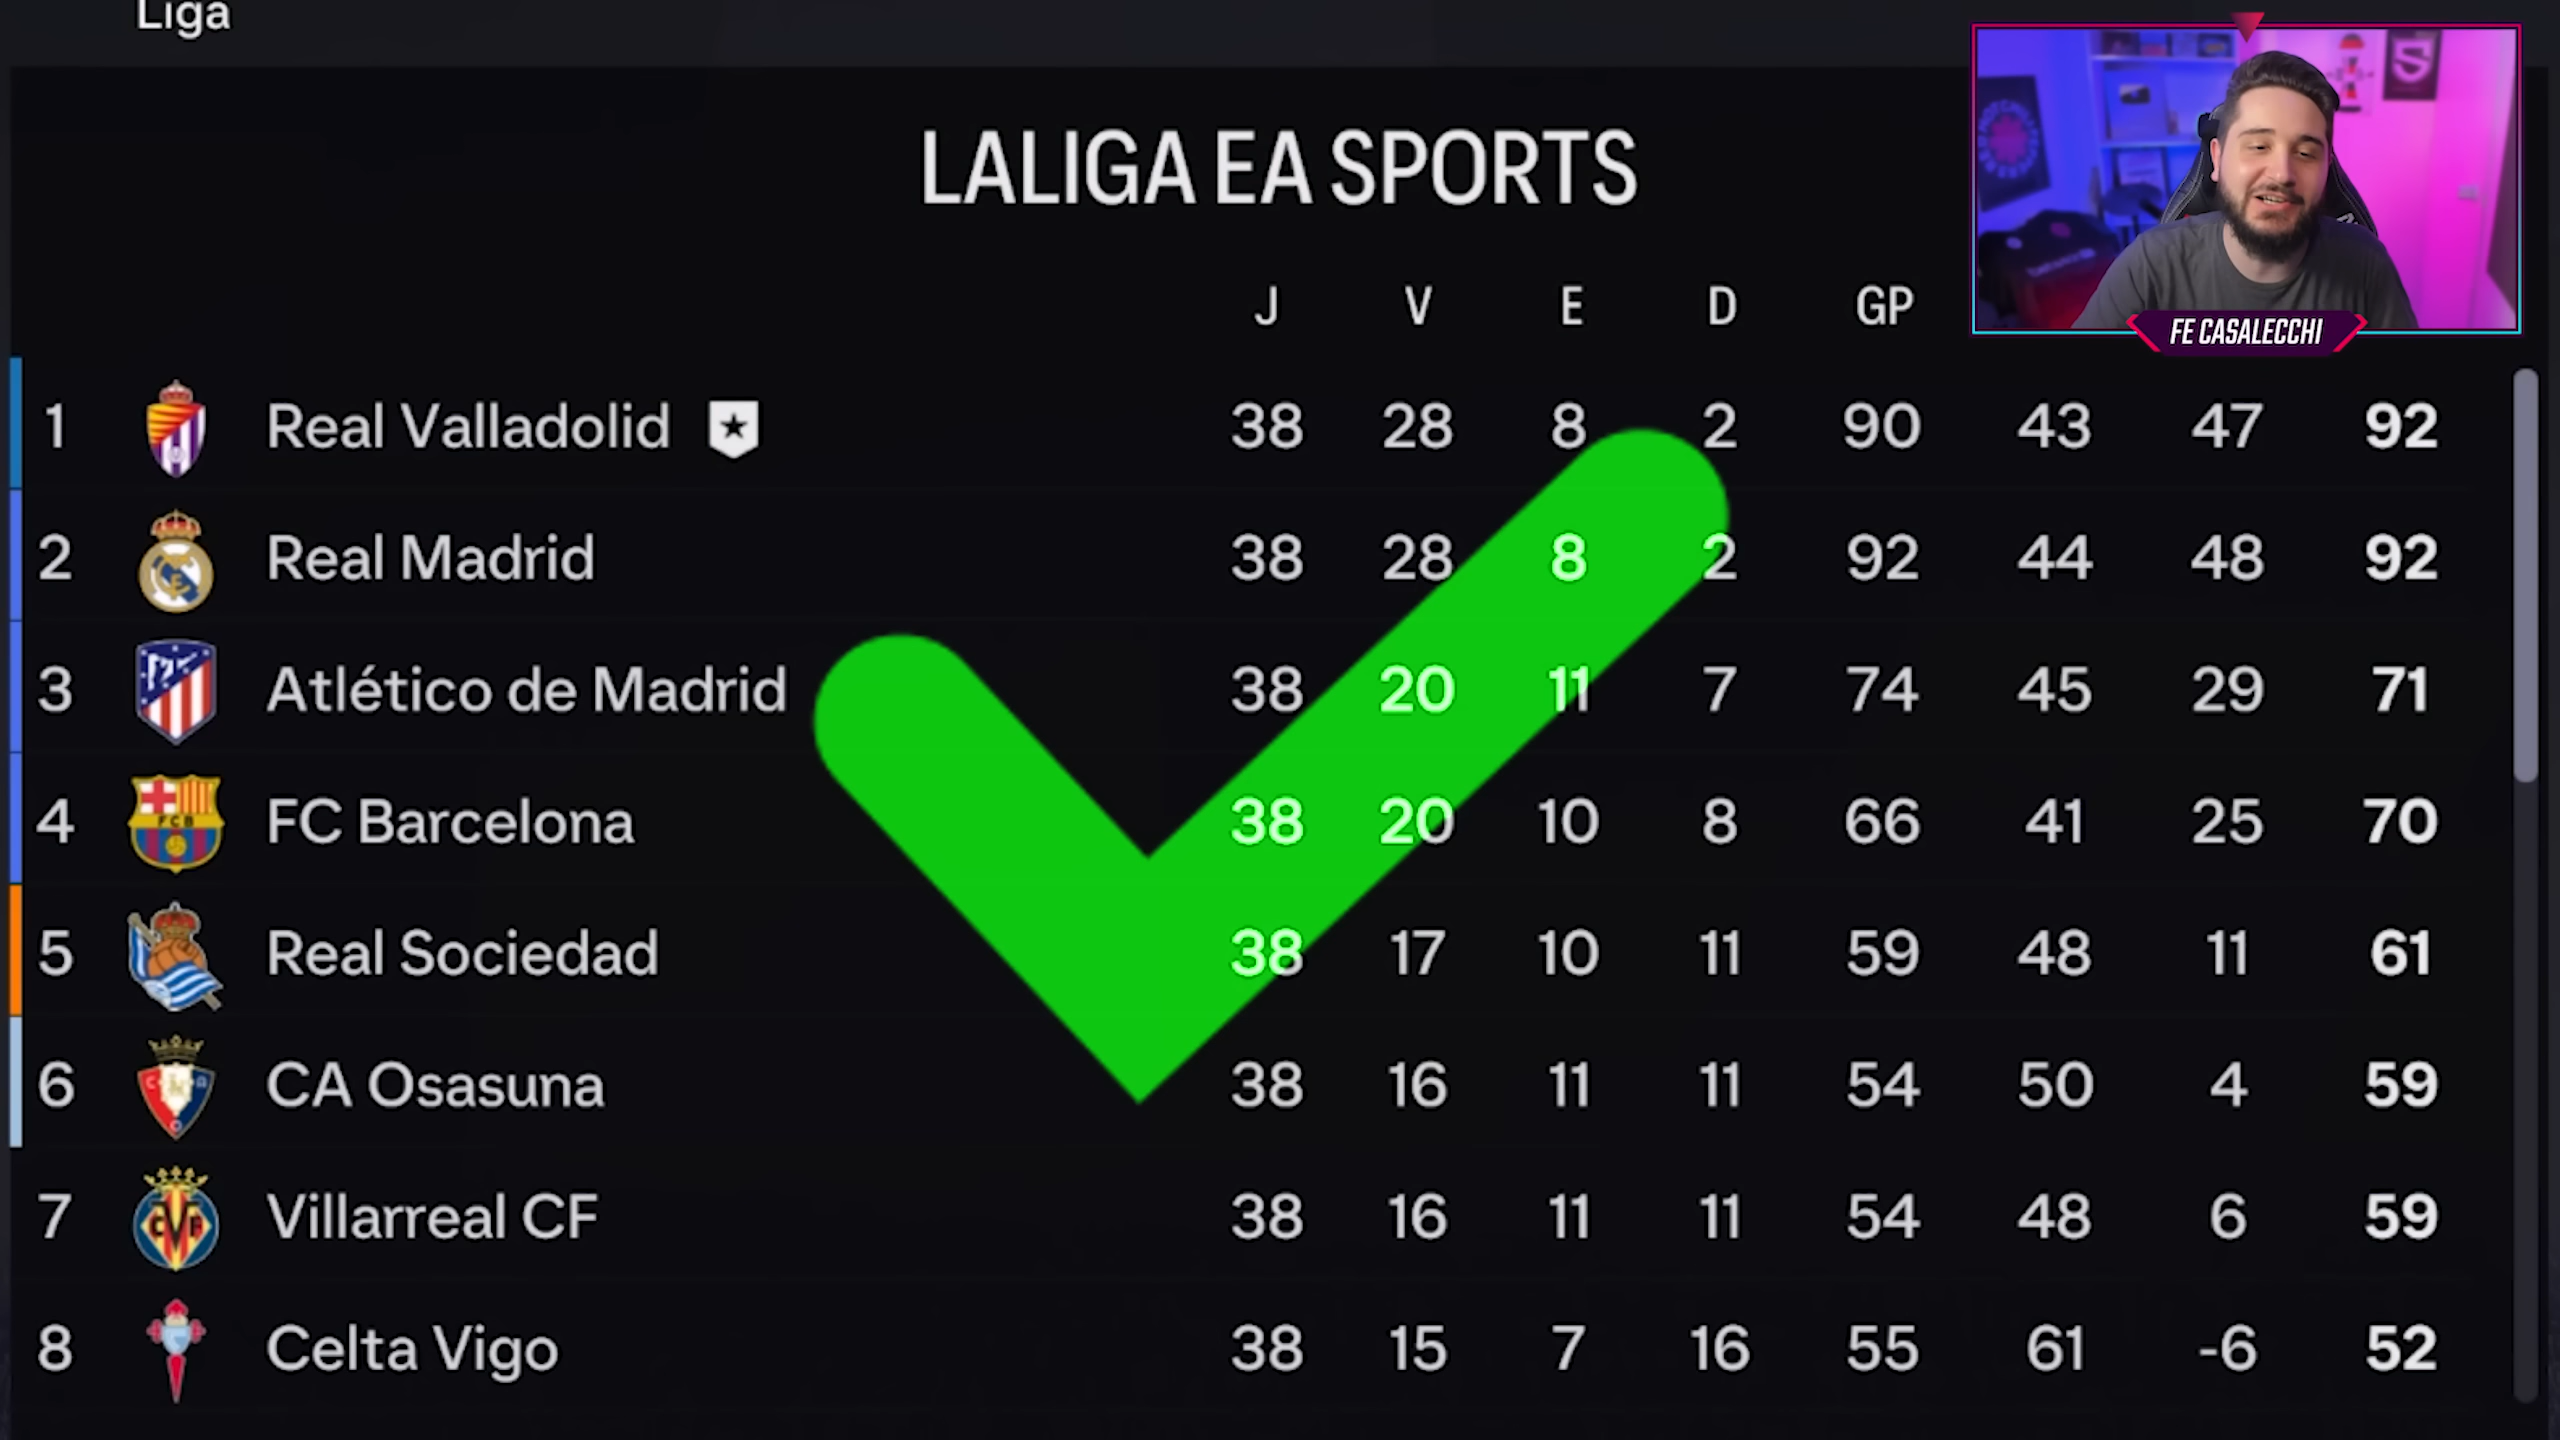 Liga
LALIGA EA SPORTS
FE CASALECCHI
J V E D GP
1 Real Valladolid 38 28 8 2 90 43 47 92
2 Real Madrid 38 28 8 2 92 44 48 92
3 Atlético de Madrid 38 20 11 7 74 45 29 71
4 FCB FC Barcelona 38 20 10 8 66 41 25 70
5 Real Sociedad 38 17 10 11 59 48 11 61
6 CA Osasuna 38 16 11 11 54 50 4 59
7 CVF Villarreal CF 38 16 11 11 54 48 6 59
8 Celta Vigo 38 15 7 16 55 61 -6 52